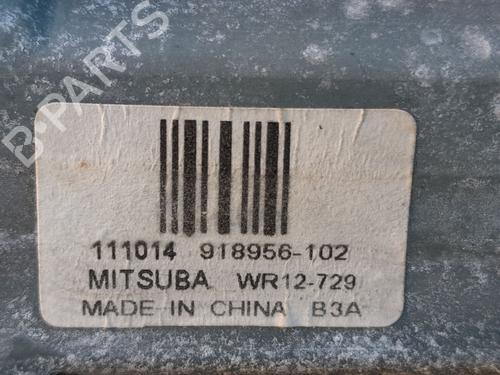 B-PARTS
111014 918956-102
MITSUBA WR12-729
MADE IN CHINA B3A